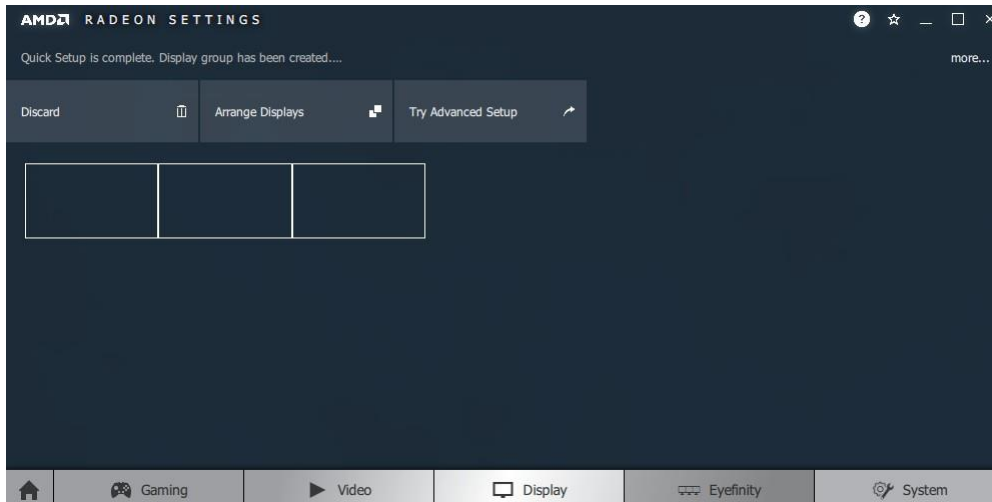 AMD RADEON SETTINGS
Quick Setup is complete. Display group has been created....
more...
Discard
Arrange Displays
Try Advanced Setup
Gaming
Video
Display
Eyefinity
System